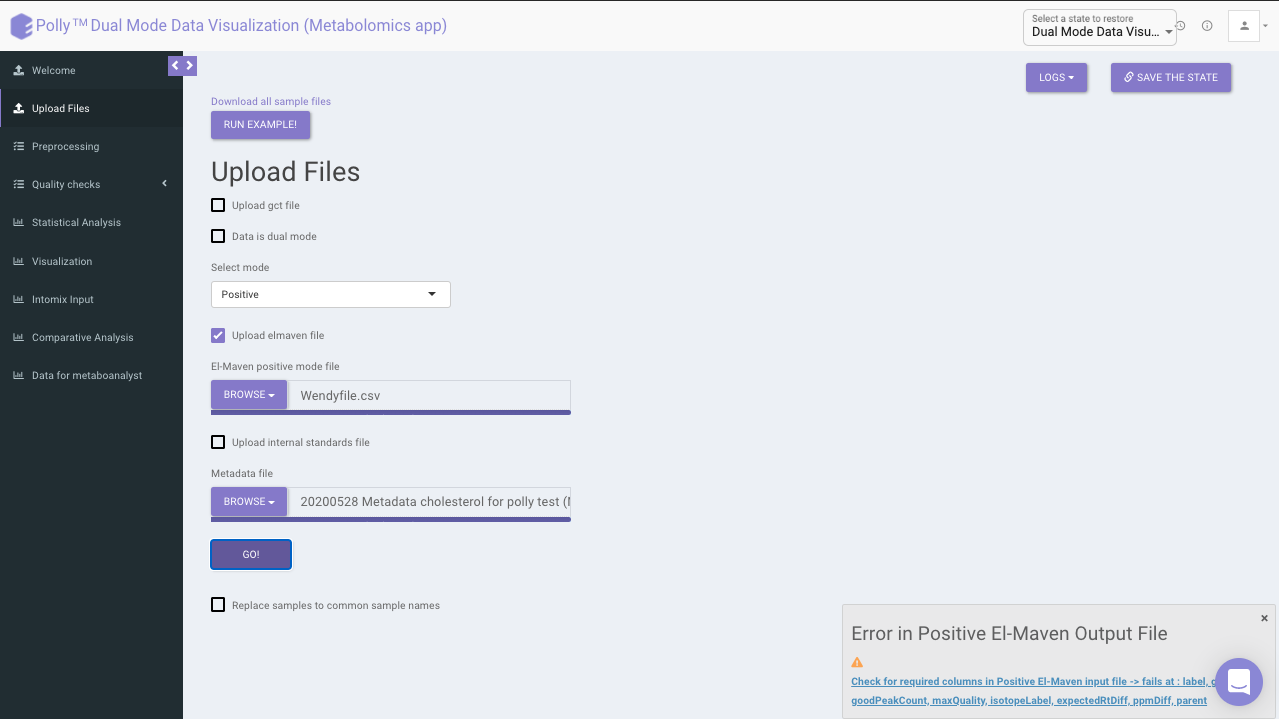 Polly™ Dual Mode Data Visualization (Metabolomics app)
Select a state to restore
Dual Mode Data Visu...
Welcome
Upload Files
Preprocessing
Quality checks
Statistical Analysis
Visualization
Intomix Input
Comparative Analysis
Data for metaboanalyst
LOGS
SAVE THE STATE
Download all sample files
RUN EXAMPLE!
Upload Files
Upload gct file
Data is dual mode
Select mode
Positive
Upload elmaven file
El-Maven positive mode file
BROWSE
Wendyfile.csv
Upload internal standards file
Metadata file
BROWSE
20200528 Metadata cholesterol for polly test (
GO!
Replace samples to common sample names
×
Error in Positive El-Maven Output File
Check for required columns in Positive El-Maven input file -> fails at : label,
goodPeakCount, maxQuality, isotopeLabel, expectedRtDiff, ppmDiff, parent